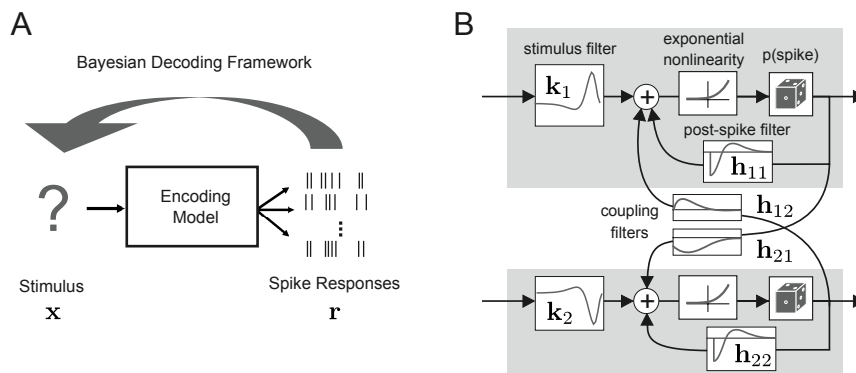 A
Bayesian Decoding Framework
?
Encoding
Model
Stimulus
x
Spike Responses
r
B
stimulus filter
exponential
nonlinearity
p(spike)
k1
+
post-spike filter
h11
coupling
filters
h12
h21
k2
+
h22